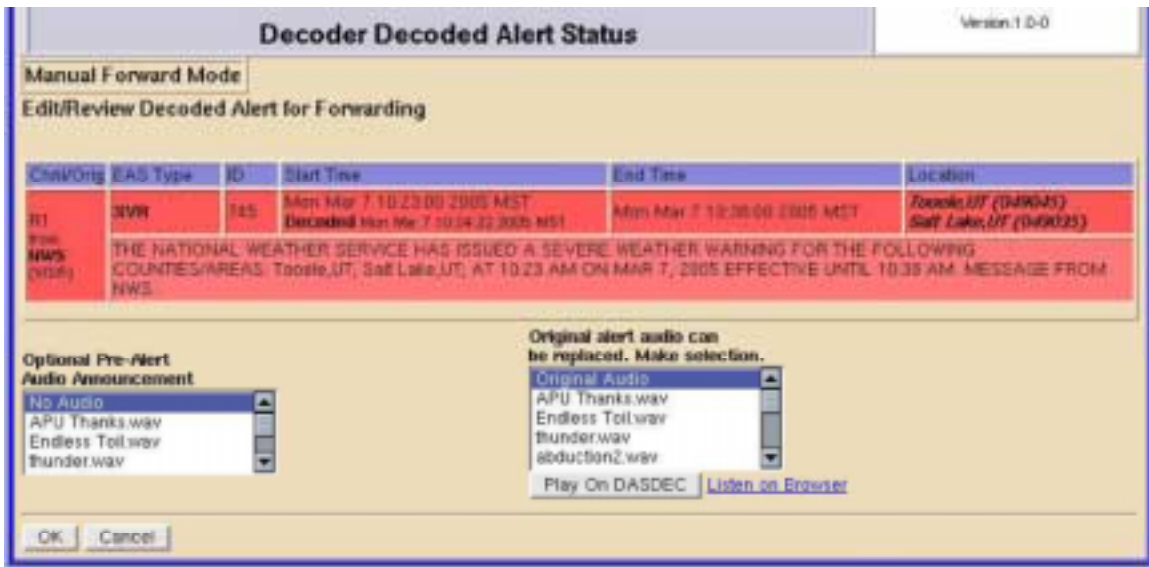 Decoder Decoded Alert Status
Version:1.0-0
Manual Forward Mode
Edit/Review Decoded Alert for Forwarding
Chnl/Orig EAS Type ID Start Time End Time Location
R1
from
NWS
SVR
745
Mon Mar 7 10:23:00 2005 MST
Decoded Mon Mar 7 10:24:22 2005 MST
Mon Mar 7 10:38:00 2005 MST
Tooele,UT (049045)
Salt Lake,UT (049035)
THE NATIONAL WEATHER SERVICE HAS ISSUED A SEVERE WEATHER WARNING FOR THE FOLLOWING
COUNTIES/AREAS: Tooele,UT; Salt Lake,UT; AT 10:23 AM ON MAR 7, 2005 EFFECTIVE UNTIL 10:38 AM. MESSAGE FROM
NWS.
Optional Pre-Alert
Audio Announcement
No Audio
APU Thanks.wav
Endless Toil.wav
thunder.wav
Original alert audio can
be replaced. Make selection.
Original Audio
APU Thanks.wav
Endless Toil.wav
thunder.wav
abduction2.wav
Play On DASDEC Listen on Browser
OK Cancel